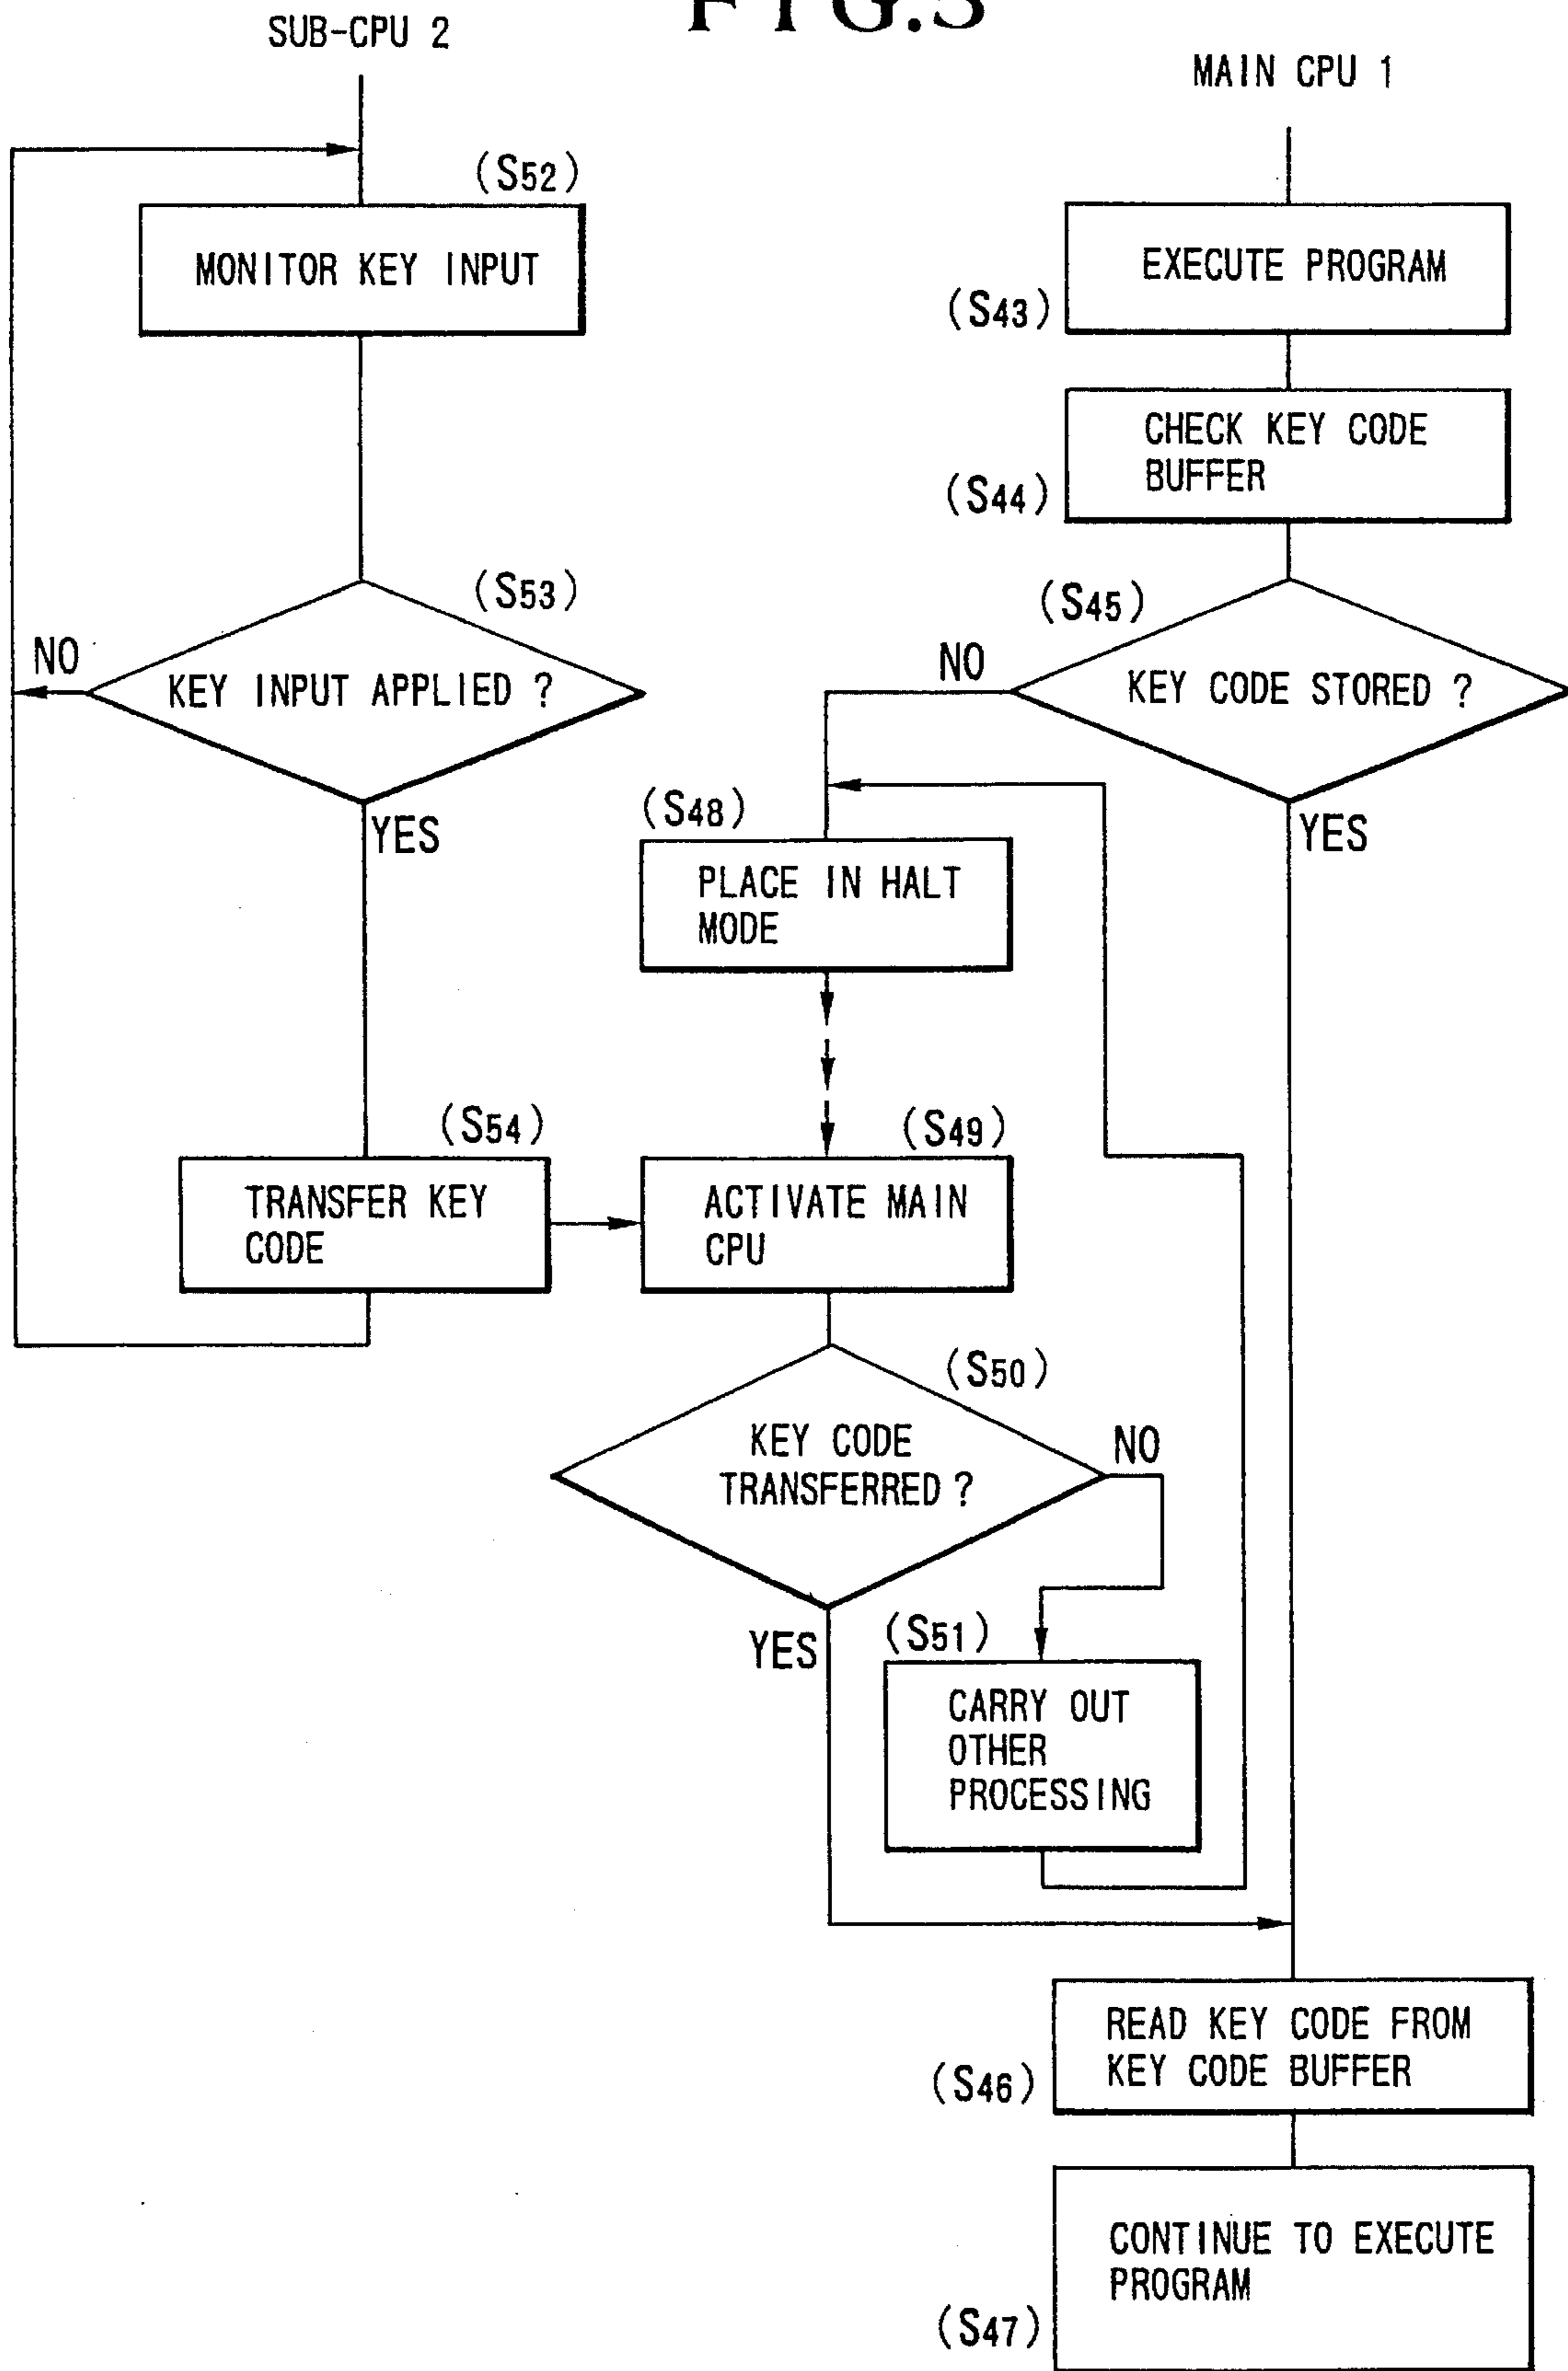 FIG.5
SUB-CPU 2
MAIN CPU 1
(S52)
MONITOR KEY INPUT
EXECUTE PROGRAM
(S43)
CHECK KEY CODE
BUFFER
(S44)
(S53)
(S45)
NO
KEY INPUT APPLIED ?
NO
KEY CODE STORED ?
YES
(S48)
YES
PLACE IN HALT
MODE
(S54)
(S49)
TRANSFER KEY
CODE
ACTIVATE MAIN
CPU
(S50)
KEY CODE
TRANSFERRED ?
NO
YES
(S51)
CARRY OUT
OTHER
PROCESSING
READ KEY CODE FROM
KEY CODE BUFFER
(S46)
CONTINUE TO EXECUTE
PROGRAM
(S47)